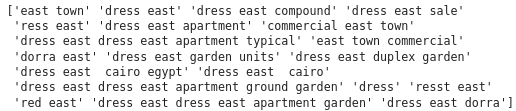 ['east town' 'dress east' 'dress east compound' 'dress east sale'
'ress east' 'dress east apartment' 'commercial east town'
'dress east dress east apartment typical' 'east town commercial'
'dorra east' 'dress east garden units' 'dress east duplex garden'
'dress east  cairo egypt' 'dress east  cairo'
'dress east dress east apartment ground garden' 'dress' 'resst east'
'red east' 'dress east dress east apartment garden' 'dress east dorra']